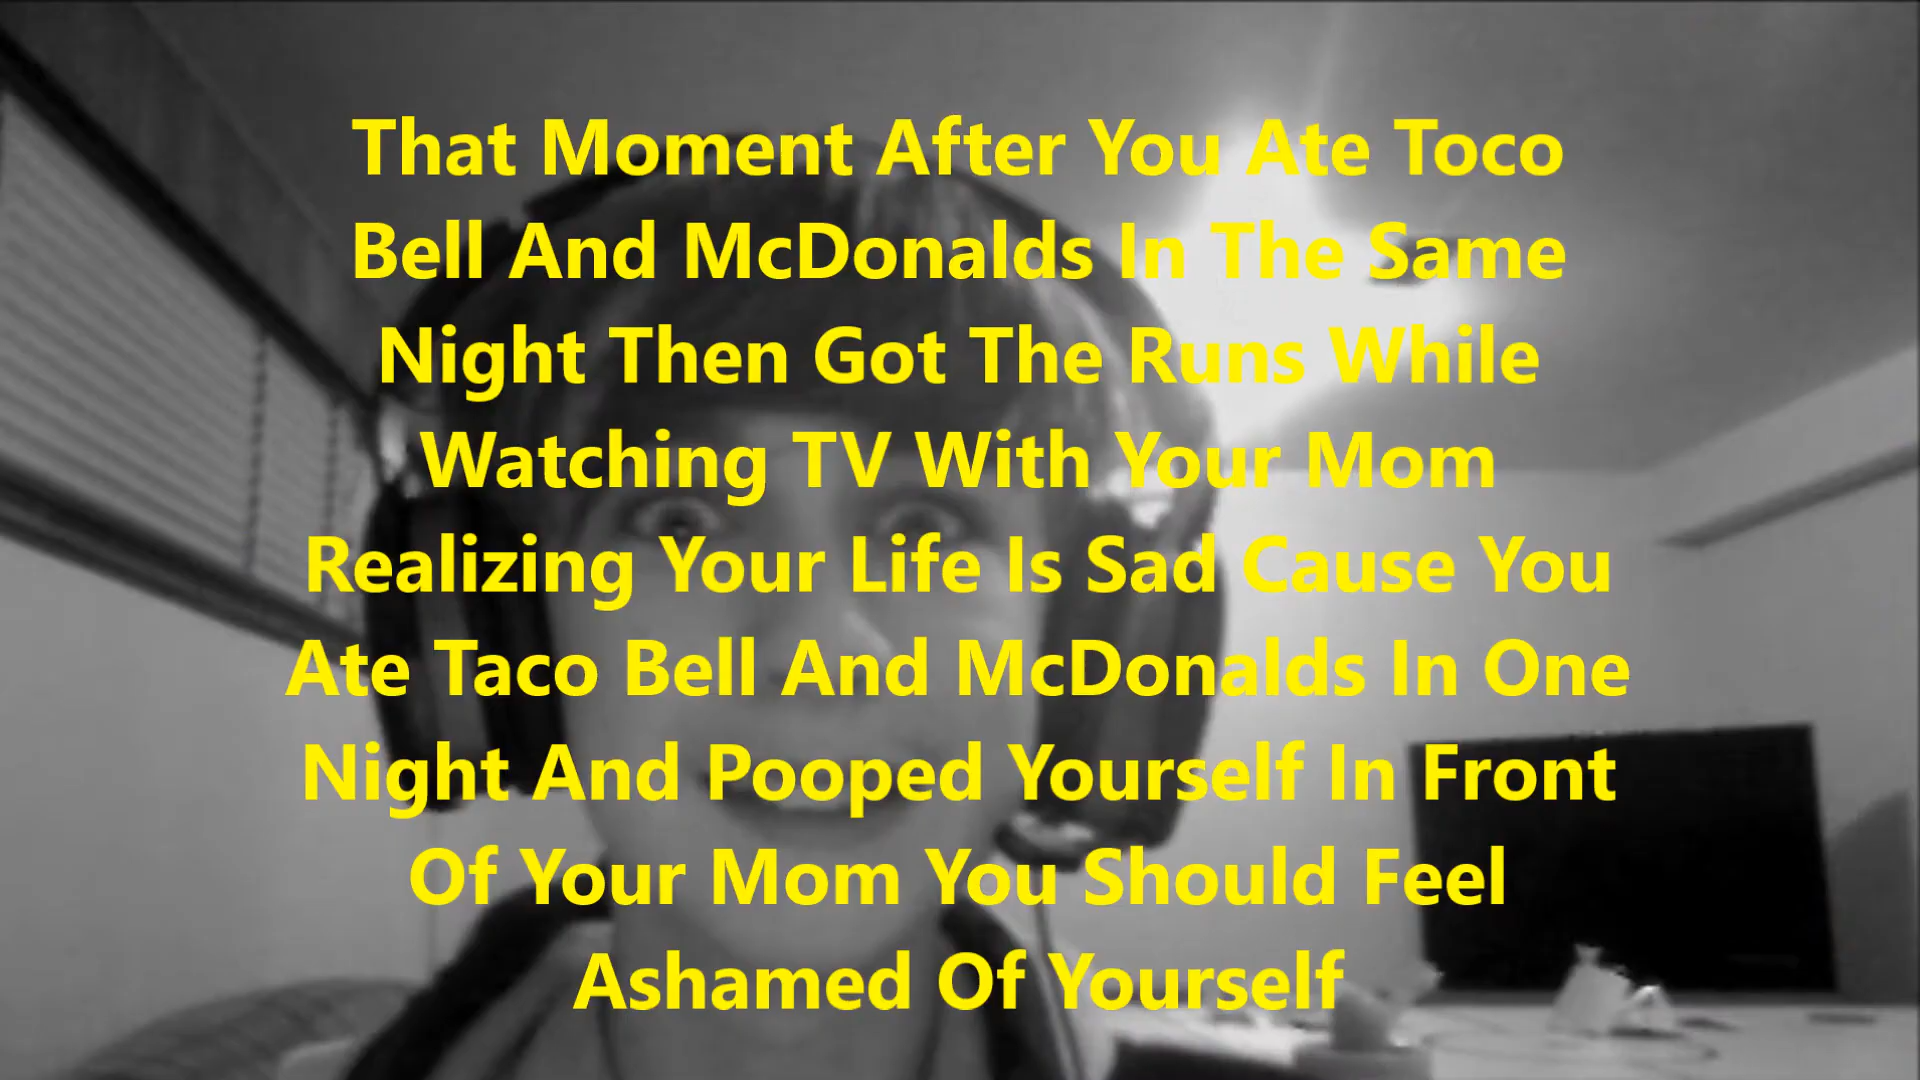 That Moment After You Ate Toco
Bell And McDonalds In The Same
Night Then Got The Runs While
Watching TV With Your Mom
Realizing Your Life Is Sad Cause You
Ate Taco Bell And McDonalds In One
Night And Pooped Yourself In Front
Of Your Mom You Should Feel
Ashamed Of Yourself